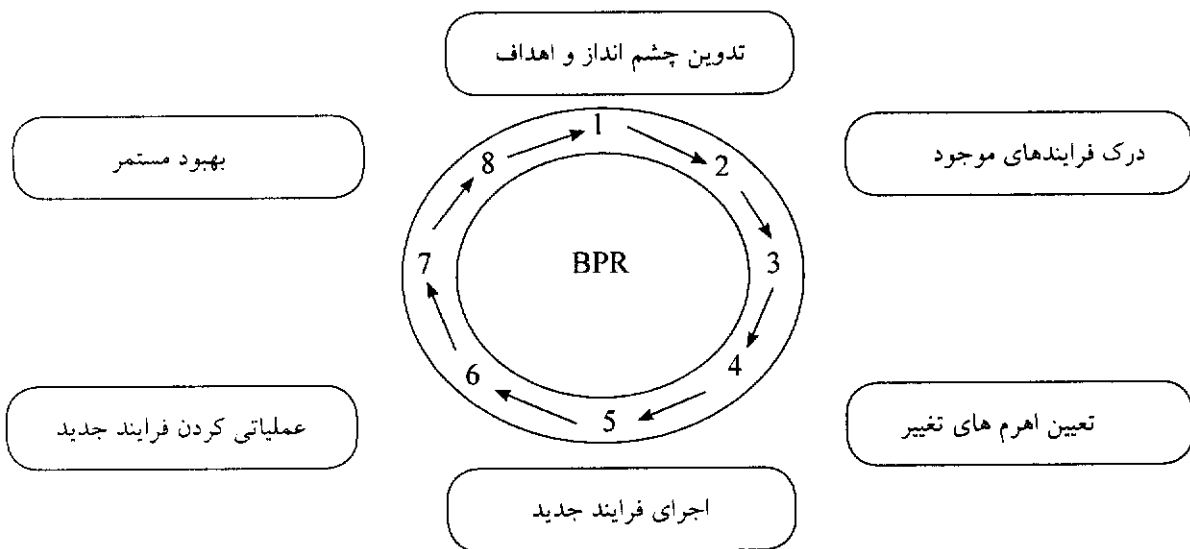 تدوین چشم انداز و اهداف
درک فرایندهای موجود
بهبود مستمر
1
2
3
4
5
6
7
8
BPR
تعیین اهرم های تغییر
عملیاتی کردن فرایند جدید
اجرای فرایند جدید